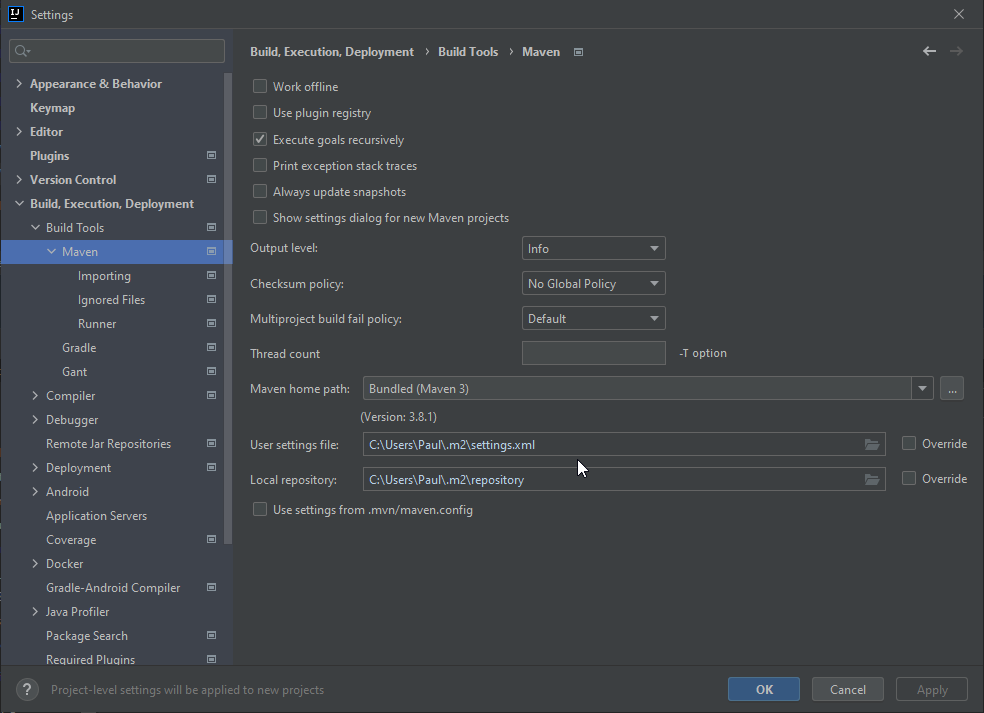 Settings
Appearance & Behavior
Keymap
Editor
Plugins
Version Control
Build, Execution, Deployment
Build Tools
Maven
Importing
Ignored Files
Runner
Gradle
Gant
Compiler
Debugger
Remote Jar Repositories
Deployment
Android
Application Servers
Coverage
Docker
Gradle-Android Compiler
Java Profiler
Package Search
Required Plugins
Build, Execution, Deployment › Build Tools › Maven
Work offline
Use plugin registry
Execute goals recursively
Print exception stack traces
Always update snapshots
Show settings dialog for new Maven projects
Output level: Info
Checksum policy: No Global Policy
Multiproject build fail policy: Default
Thread count -T option
Maven home path: Bundled (Maven 3) ...
(Version: 3.8.1)
User settings file: C:\Users\Paul\.m2\settings.xml Override
Local repository: C:\Users\Paul\.m2\repository Override
Use settings from .mvn/maven.config
? Project-level settings will be applied to new projects
OK Cancel Apply